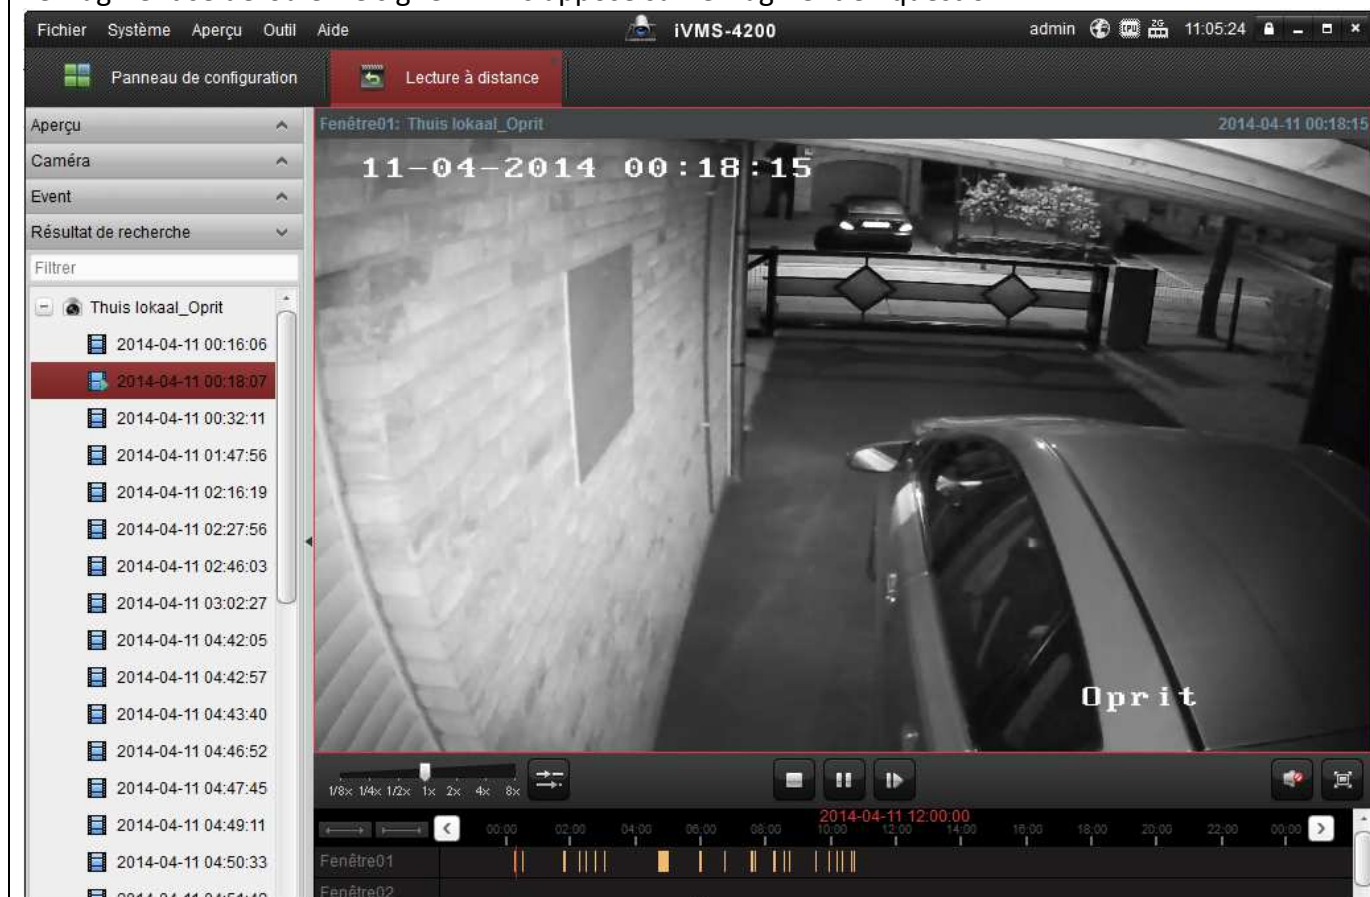 Fichier Système Aperçu Outil Aide iVMS-4200 admin CPU 2G 11:05:24
Panneau de configuration Lecture à distance
Aperçu
Caméra
Event
Résultat de recherche
Filtrer
Thuis lokaal_Oprit
2014-04-11 00:16:06
2014-04-11 00:18:07
2014-04-11 00:32:11
2014-04-11 01:47:56
2014-04-11 02:16:19
2014-04-11 02:27:56
2014-04-11 02:46:03
2014-04-11 03:02:27
2014-04-11 04:42:05
2014-04-11 04:42:57
2014-04-11 04:43:40
2014-04-11 04:46:52
2014-04-11 04:47:45
2014-04-11 04:49:11
2014-04-11 04:50:33
Fenêtre01: Thuis lokaal_Oprit 2014-04-11 00:18:15
11-04-2014 00:18:15
Oprit
1/8x 1/4x 1/2x 1x 2x 4x 8x
2014-04-11 12:00:00
00:00 02:00 04:00 06:00 08:00 10:00 12:00 14:00 16:00 18:00 20:00 22:00 00:00
Fenêtre01
Fenêtre02